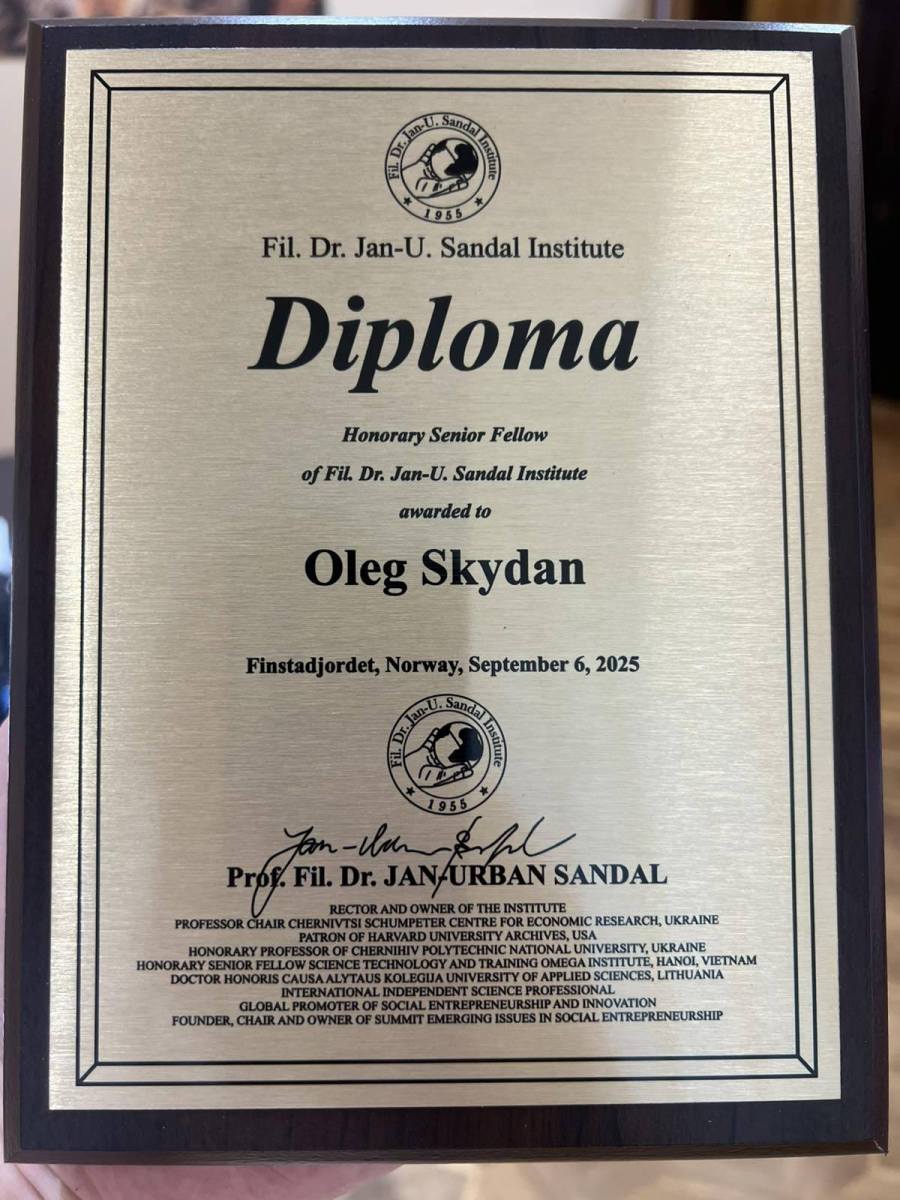 Fil. Dr. Jan-U. Sandal Institute
1955
Fil. Dr. Jan-U. Sandal Institute
Diploma
Honorary Senior Fellow
of Fil. Dr. Jan-U. Sandal Institute
awarded to
Oleg Skydan
Finstadjordet, Norway, September 6, 2025
Fil. Dr. Jan-U. Sandal Institute
1955
Prof. Fil. Dr. JAN-URBAN SANDAL
RECTOR AND OWNER OF THE INSTITUTE
PROFESSOR CHAIR CHERNIVTSI SCHUMPETER CENTRE FOR ECONOMIC RESEARCH, UKRAINE
PATRON OF HARVARD UNIVERSITY ARCHIVES, USA
HONORARY PROFESSOR OF CHERNIHIV POLYTECHNIC NATIONAL UNIVERSITY, UKRAINE
HONORARY SENIOR FELLOW SCIENCE TECHNOLOGY AND TRAINING OMEGA INSTITUTE, HANOI, VIETNAM
DOCTOR HONORIS CAUSA ALYTAUS KOLEGIJA UNIVERSITY OF APPLIED SCIENCES, LITHUANIA
INTERNATIONAL INDEPENDENT SCIENCE PROFESSIONAL
GLOBAL PROMOTER OF SOCIAL ENTREPRENEURSHIP AND INNOVATION
FOUNDER, CHAIR AND OWNER OF SUMMIT EMERGING ISSUES IN SOCIAL ENTREPRENEURSHIP